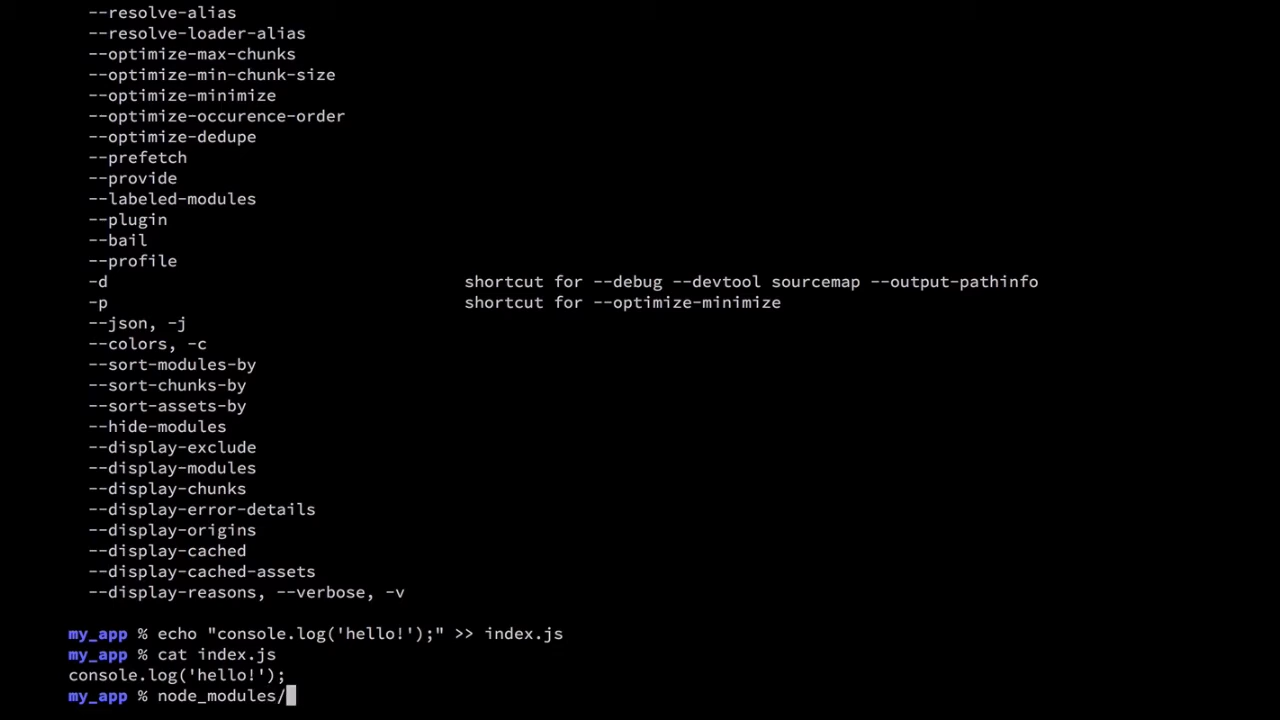 --resolve-alias
--resolve-loader-alias
--optimize-max-chunks
--optimize-min-chunk-size
--optimize-minimize
--optimize-occurence-order
--optimize-dedupe
--prefetch
--provide
--labeled-modules
--plugin
--bail
--profile
-d shortcut for --debug --devtool sourcemap --output-pathinfo
-p shortcut for --optimize-minimize
--json, -j
--colors, -c
--sort-modules-by
--sort-chunks-by
--sort-assets-by
--hide-modules
--display-exclude
--display-modules
--display-chunks
--display-error-details
--display-origins
--display-cached
--display-cached-assets
--display-reasons, --verbose, -v
my_app % echo "console.log('hello!');" >> index.js
my_app % cat index.js
console.log('hello!');
my_app % node_modules/